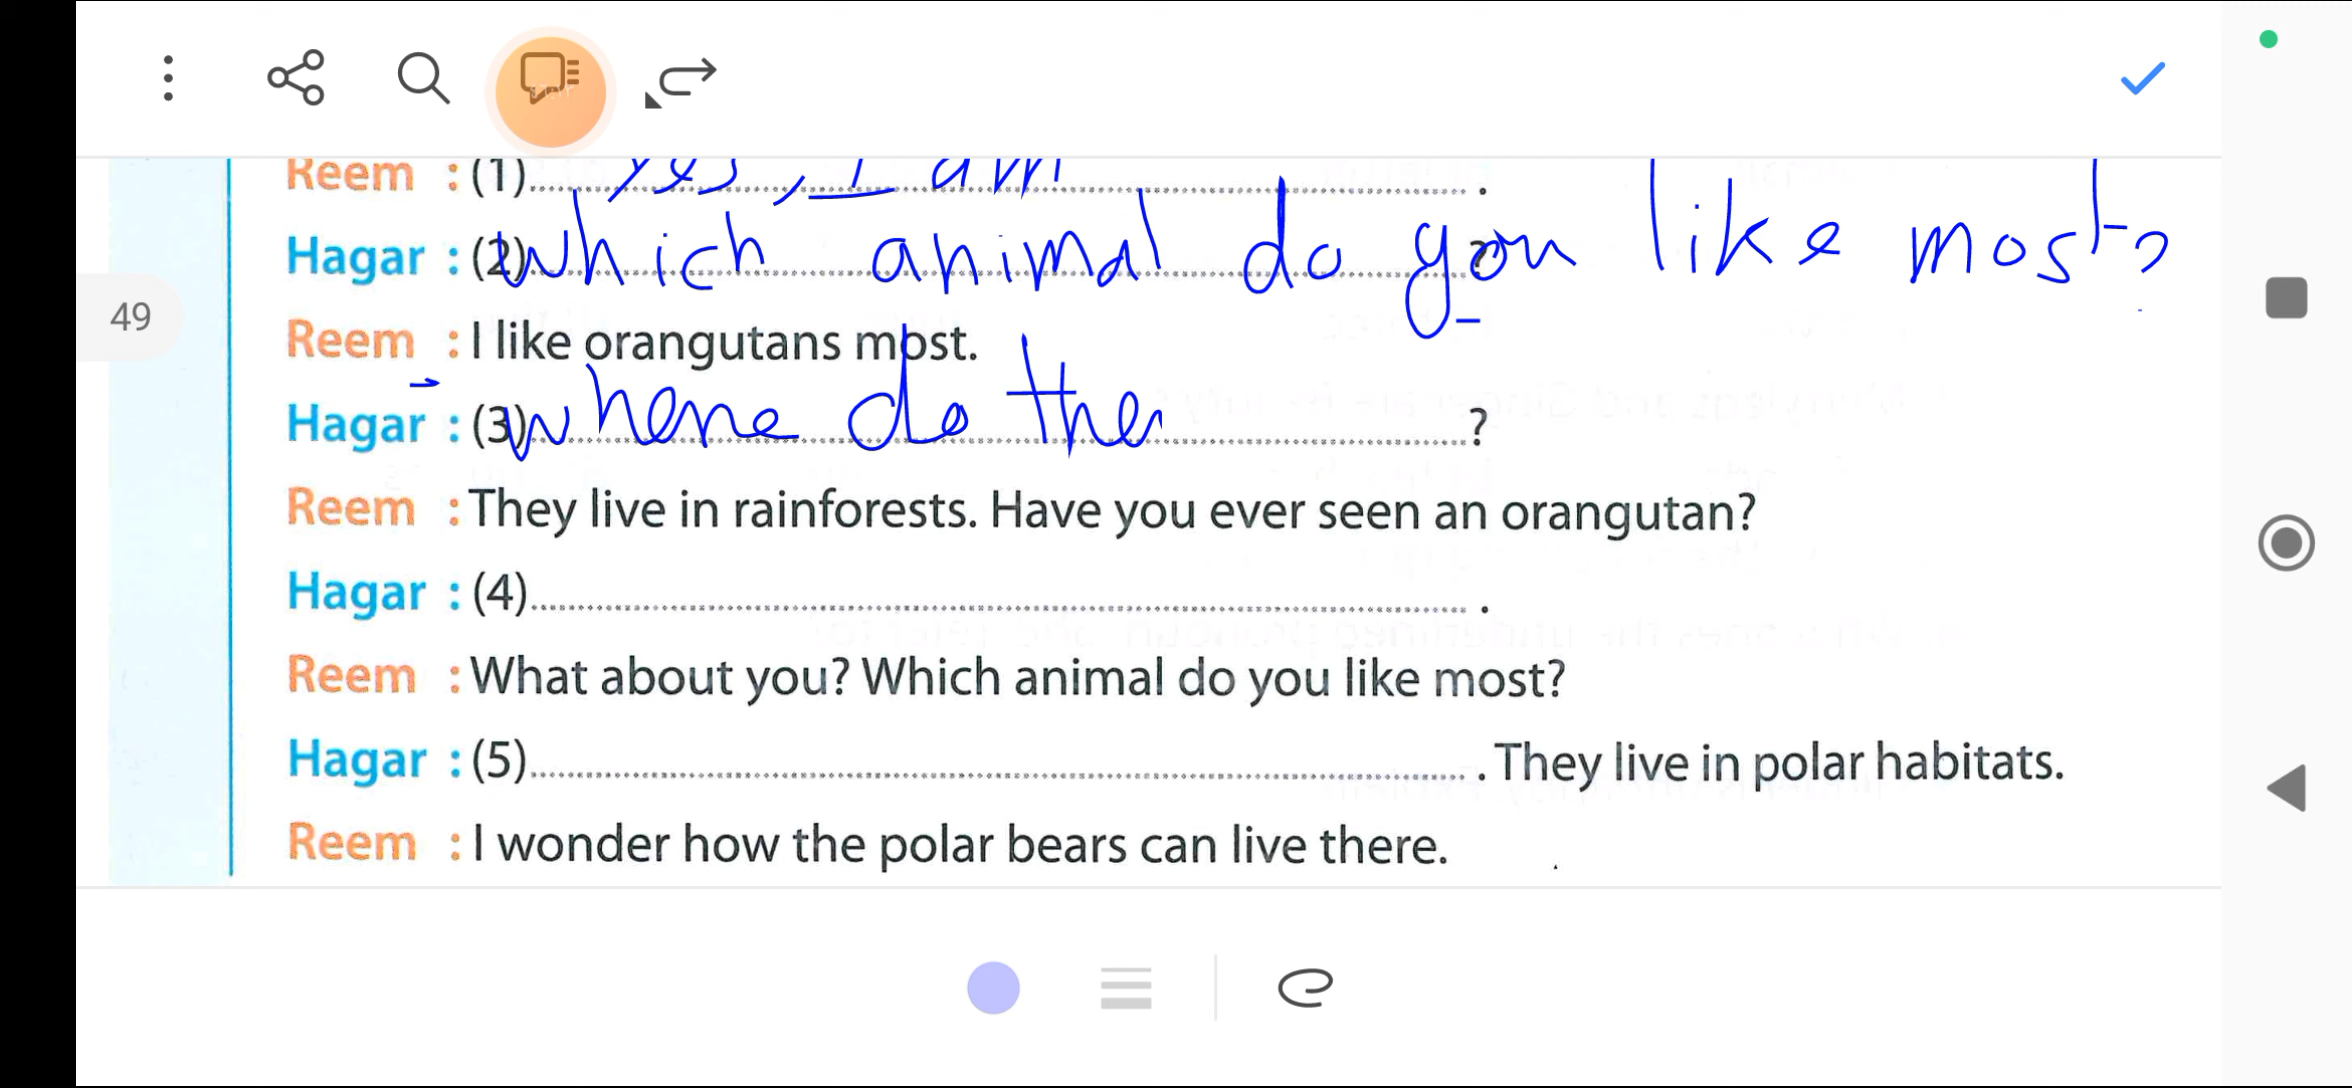 Reem : (1) Yes, I am .
Hagar : (2) Which animal do you like most ?
Reem : I like orangutans most.
Hagar : (3) where do the ?
49
Reem : They live in rainforests. Have you ever seen an orangutan?
Hagar : (4) .
Reem : What about you? Which animal do you like most?
Hagar : (5) . They live in polar habitats.
Reem : I wonder how the polar bears can live there.